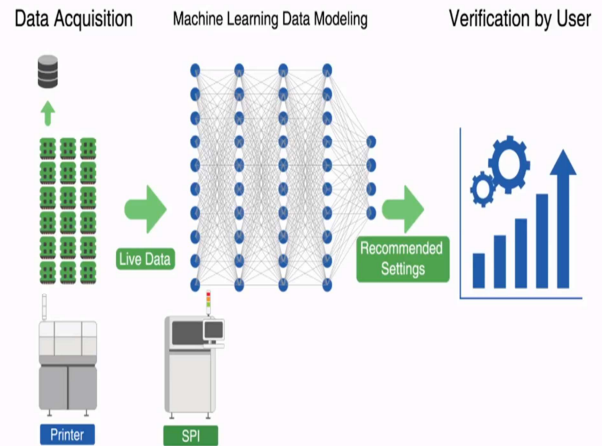 Data Acquisition
Machine Learning Data Modeling
Verification by User
Live Data
Recommended
Settings
Printer
SPI